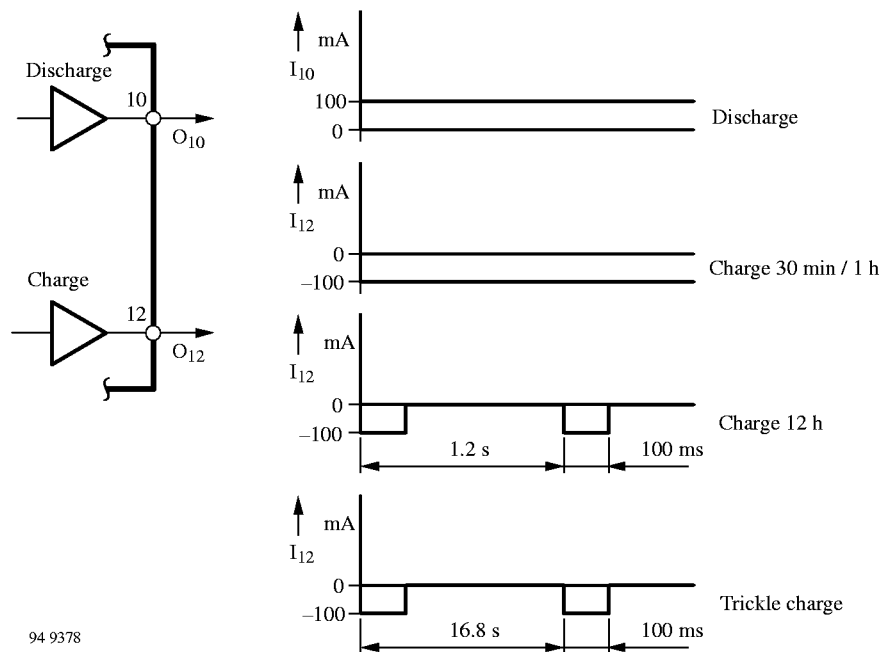 Discharge
10
O10
Charge
12
O12
mA
I10
100
0
Discharge
mA
I12
0
–100
Charge 30 min / 1 h
mA
I12
0
–100
Charge 12 h
1.2 s
100 ms
mA
I12
0
–100
Trickle charge
16.8 s
100 ms
94 9378